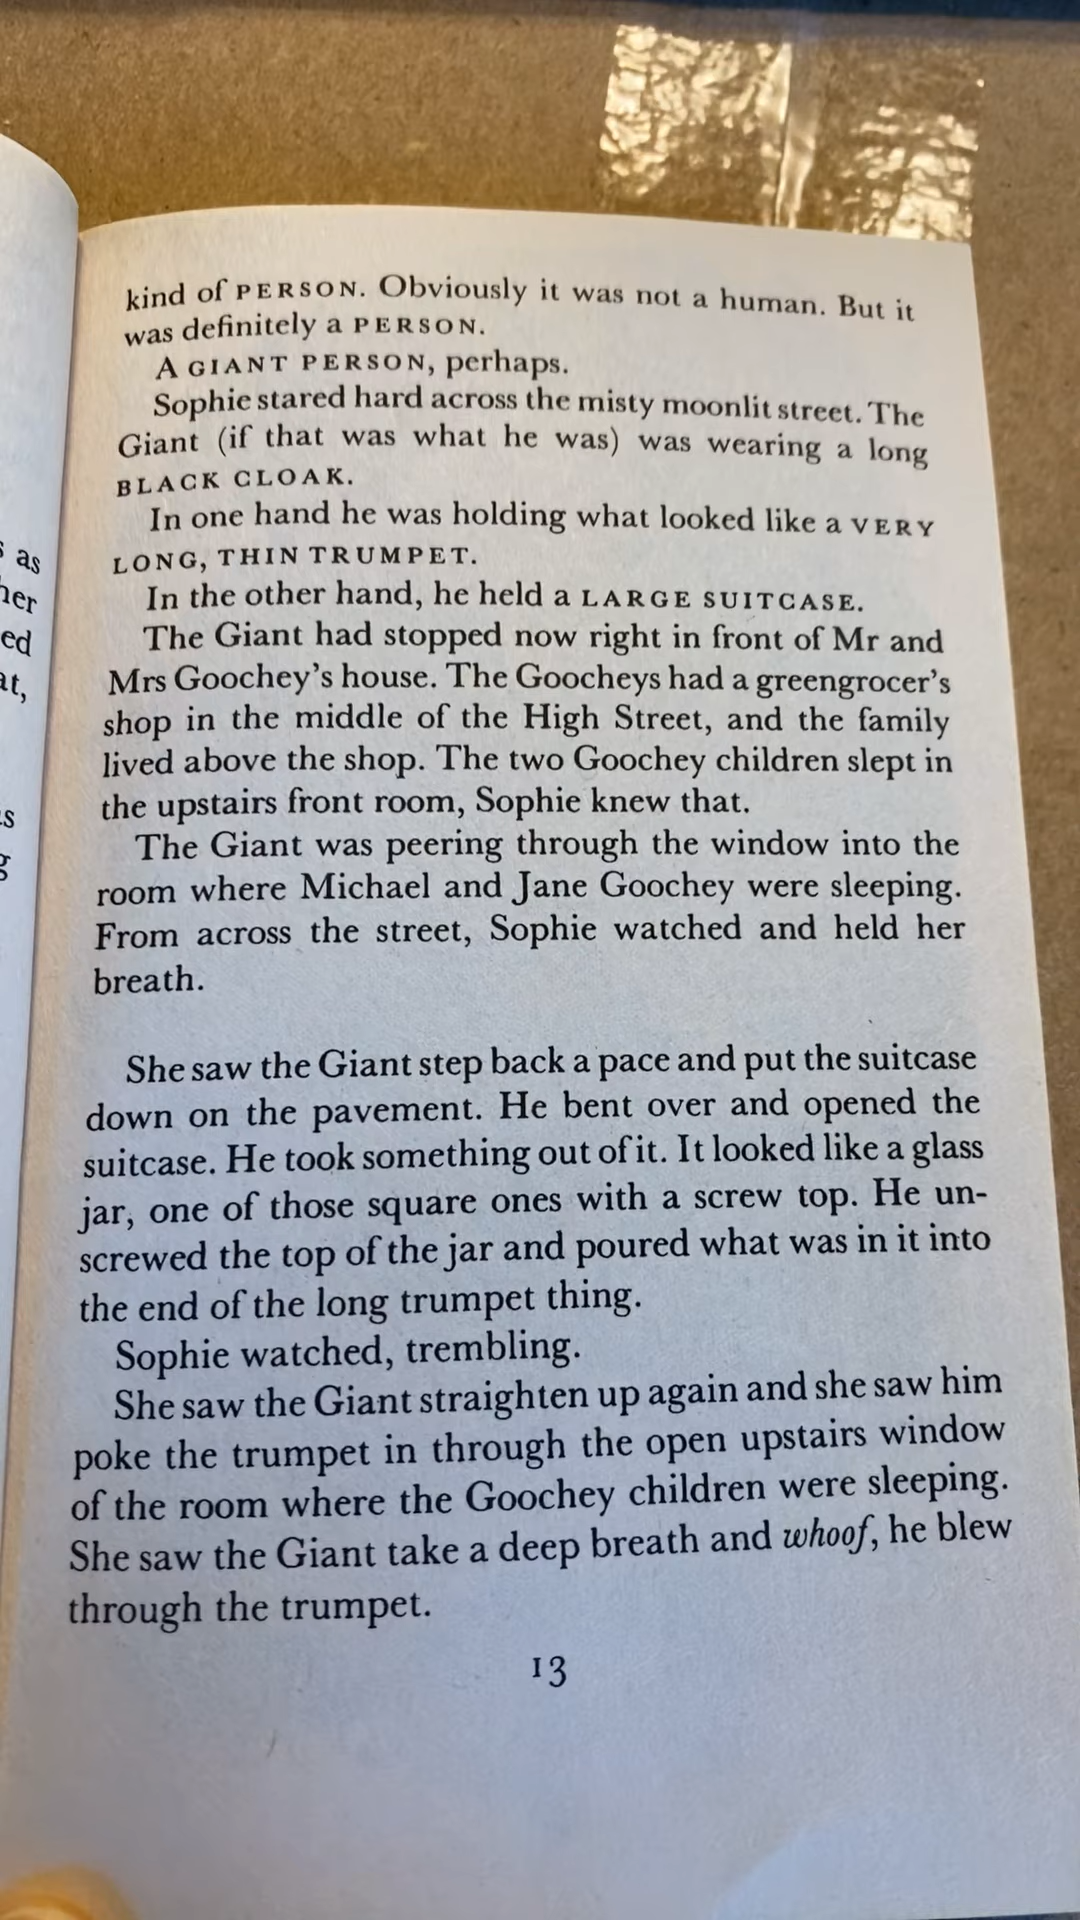 kind of PERSON. Obviously it was not a human. But it
was definitely a PERSON.
A GIANT PERSON, perhaps.
Sophie stared hard across the misty moonlit street. The
Giant (if that was what he was) was wearing a long
BLACK CLOAK.
In one hand he was holding what looked like a VERY
LONG, THIN TRUMPET.
In the other hand, he held a LARGE SUITCASE.
The Giant had stopped now right in front of Mr and
Mrs Goochey's house. The Goocheys had a greengrocer's
shop in the middle of the High Street, and the family
lived above the shop. The two Goochey children slept in
the upstairs front room, Sophie knew that.
The Giant was peering through the window into the
room where Michael and Jane Goochey were sleeping.
From across the street, Sophie watched and held her
breath.
She saw the Giant step back a pace and put the suitcase
down on the pavement. He bent over and opened the
suitcase. He took something out of it. It looked like a glass
jar, one of those square ones with a screw top. He un-
screwed the top of the jar and poured what was in it into
the end of the long trumpet thing.
Sophie watched, trembling.
She saw the Giant straighten up again and she saw him
poke the trumpet in through the open upstairs window
of the room where the Goochey children were sleeping.
She saw the Giant take a deep breath and whoof, he blew
through the trumpet.
13